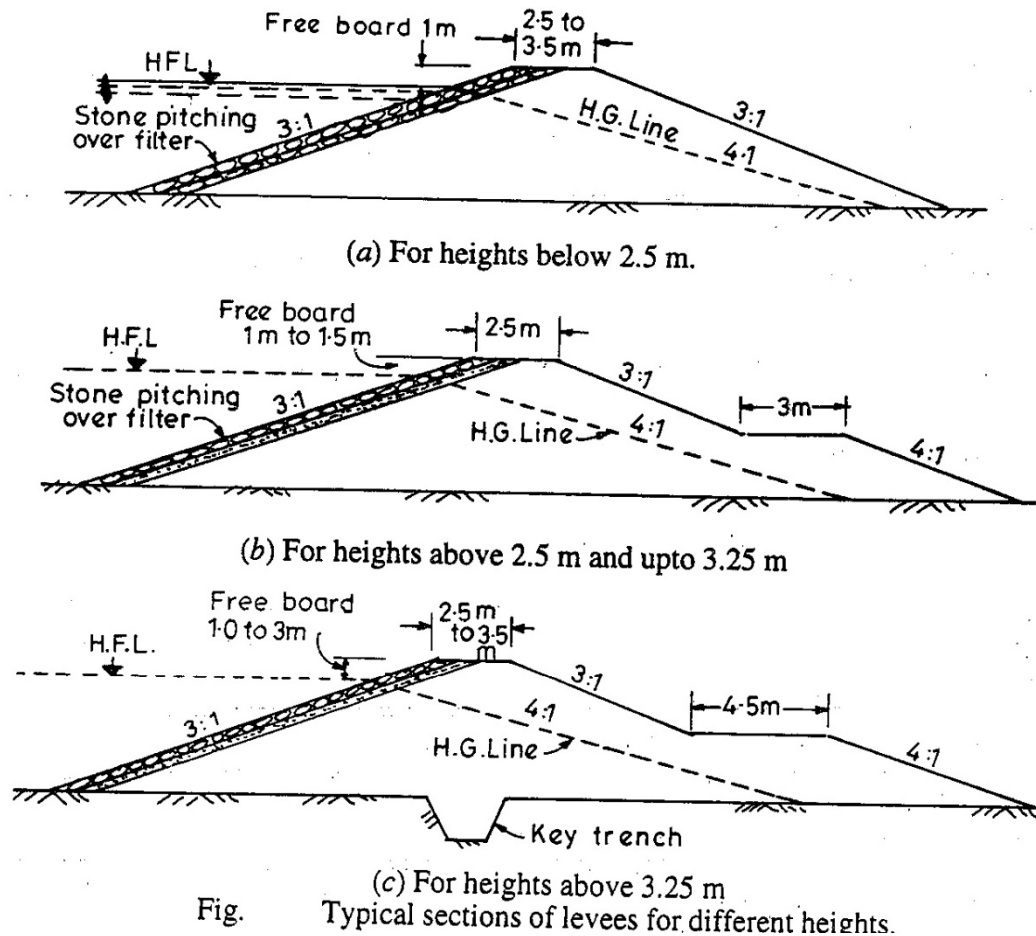 Free board 1m
2.5 to
3.5m
HFL
Stone pitching
over filter
3:1
H.G. Line
4.1
3:1
(a) For heights below 2.5 m.
Free board
1m to 1.5m
2.5m
H.F.L
Stone pitching
over filter
3:1
3:1
3m
H.G.Line
4:1
4:1
(b) For heights above 2.5 m and upto 3.25 m
Free board
1.0 to 3m
2.5m
to 3.5
m
H.F.L.
3:1
3:1
4.5m
4:1
H.G.Line
4:1
Key trench
(c) For heights above 3.25 m
Fig. Typical sections of levees for different heights.